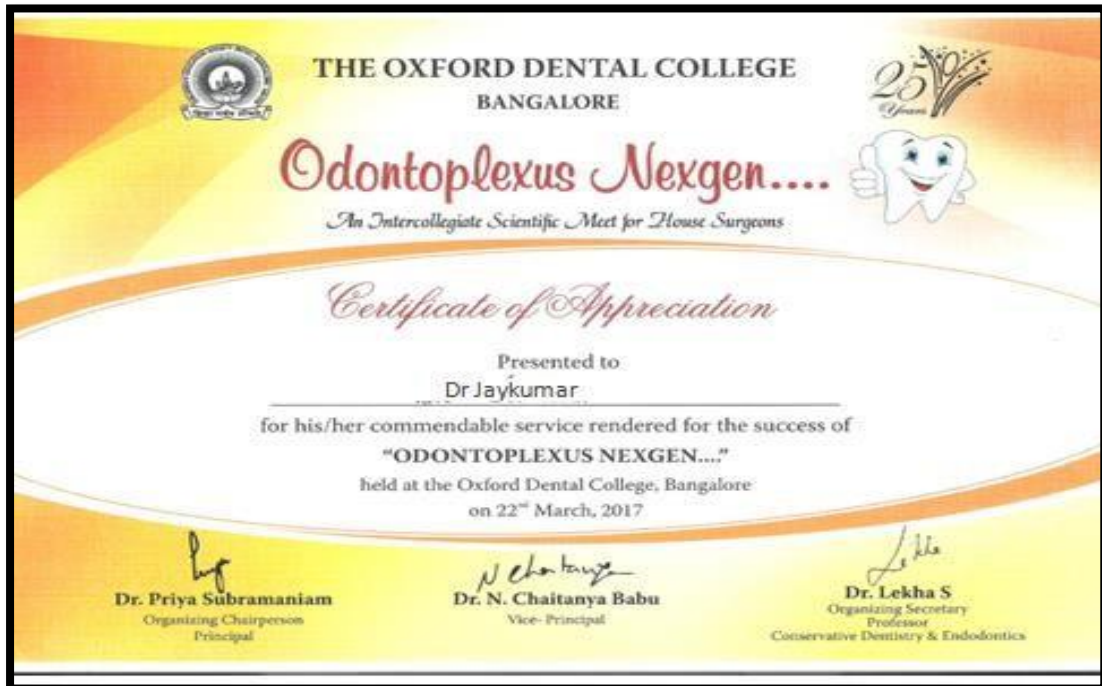 THE OXFORD DENTAL COLLEGE
BANGALORE
25
Years
Odontoplexus Nexgen....
An Intercollegiate Scientific Meet for House Surgeons
Certificate of Appreciation
Presented to
Dr Jaykumar
for his/her commendable service rendered for the success of
"ODONTOPLEXUS NEXGEN...."
held at the Oxford Dental College, Bangalore
on 22nd March, 2017
N Chaitanya
Lekha
Dr. Priya Subramaniam
Organizing Chairperson
Principal
Dr. N. Chaitanya Babu
Vice- Principal
Dr. Lekha S
Organizing Secretary
Professor
Conservative Dentistry & Endodontics